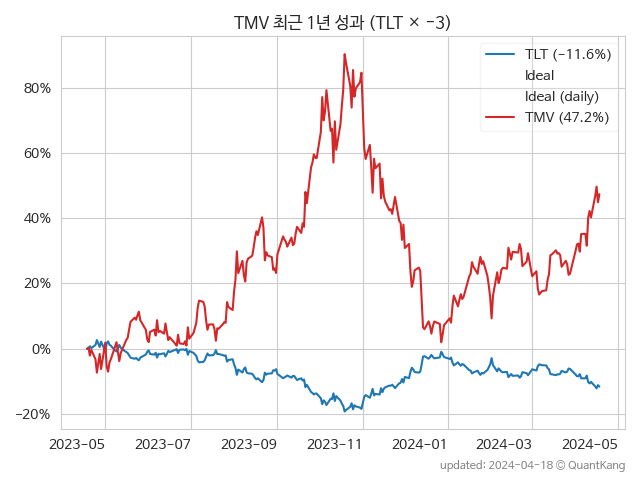 TMV 최근 1년 성과 (TLT × −3)
TLT (−11.6%)
Ideal
Ideal (daily)
TMV (47.2%)
80%
60%
40%
20%
0%
−20%
2023−05 2023−07 2023−09 2023−11 2024−01 2024−03 2024−05
updated: 2024−04−18 © QuantKang